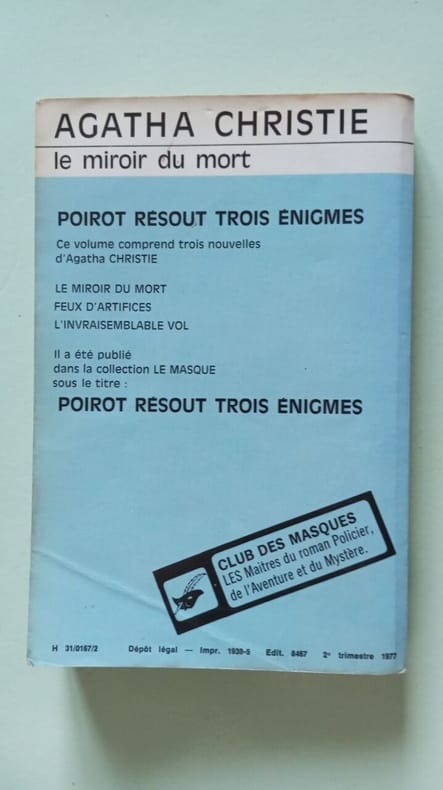 AGATHA CHRISTIE
le miroir du mort
POIROT RÉSOUT TROIS ÉNIGMES
Ce volume comprend trois nouvelles
d'Agatha CHRISTIE
LE MIROIR DU MORT
FEUX D'ARTIFICES
L'INVRAISEMBLABLE VOL
Il a été publié
dans la collection LE MASQUE
sous le titre :
POIROT RÉSOUT TROIS ÉNIGMES
CLUB DES MASQUES
LES Maîtres du roman Policier,
de l'Aventure et du Mystère.
H 31/0167/2 Dépôt légal — Impr. 1939-5 Edit. 8467 2e trimestre 1977